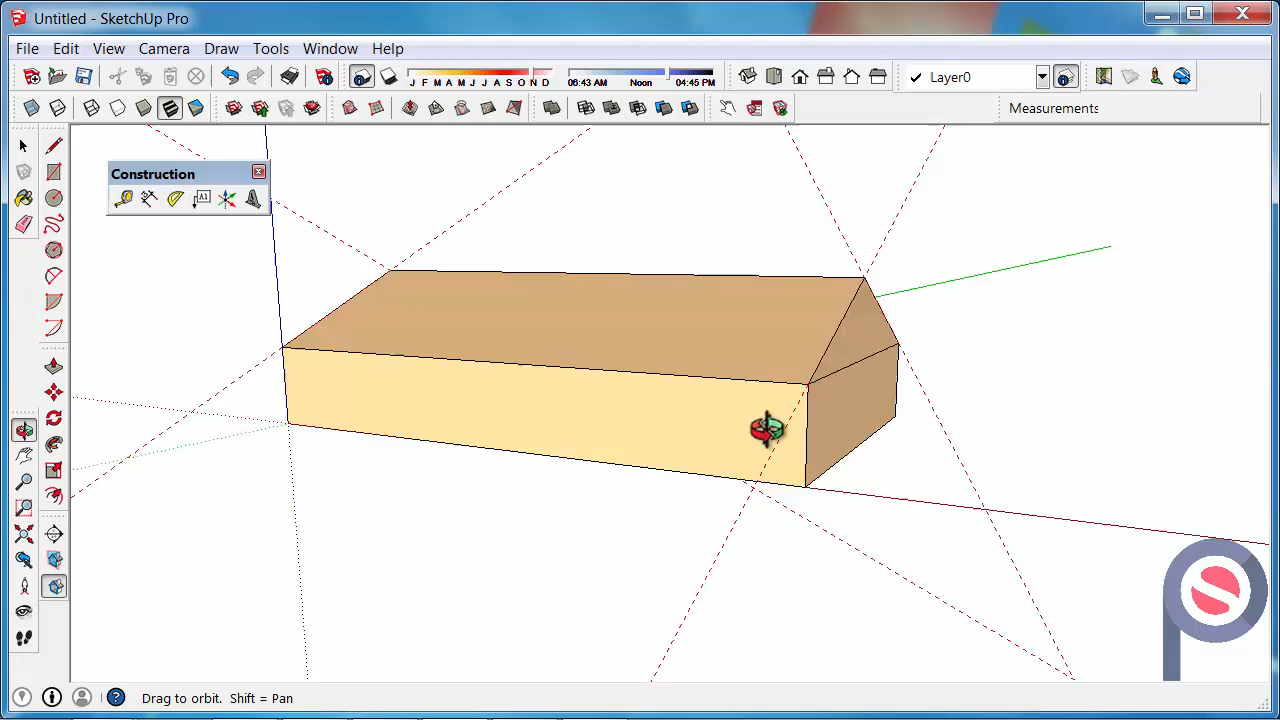 Untitled - SketchUp Pro
File Edit View Camera Draw Tools Window Help
J F M A M J J A S O N D 06:43 AM Noon 04:45 PM Layer0
Measurements
Construction
A1
Drag to orbit. Shift = Pan